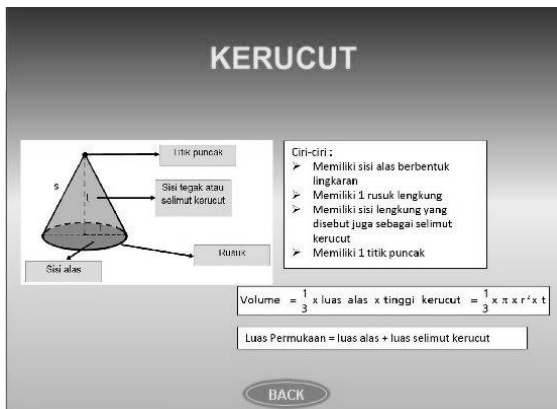 KERUCUT
Titik puncak
s
t
Sisi tegak atau
selimut kerucut
Rusuk
Sisi alas
Ciri-ciri :
➢ Memiliki sisi alas berbentuk
lingkaran
➢ Memiliki 1 rusuk lengkung
➢ Memiliki sisi lengkung yang
disebut juga sebagai selimut
kerucut
➢ Memiliki 1 titik puncak
Volume = 1/3 x luas alas x tinggi kerucut = 1/3 x π x r² x t
Luas Permukaan = luas alas + luas selimut kerucut
BACK